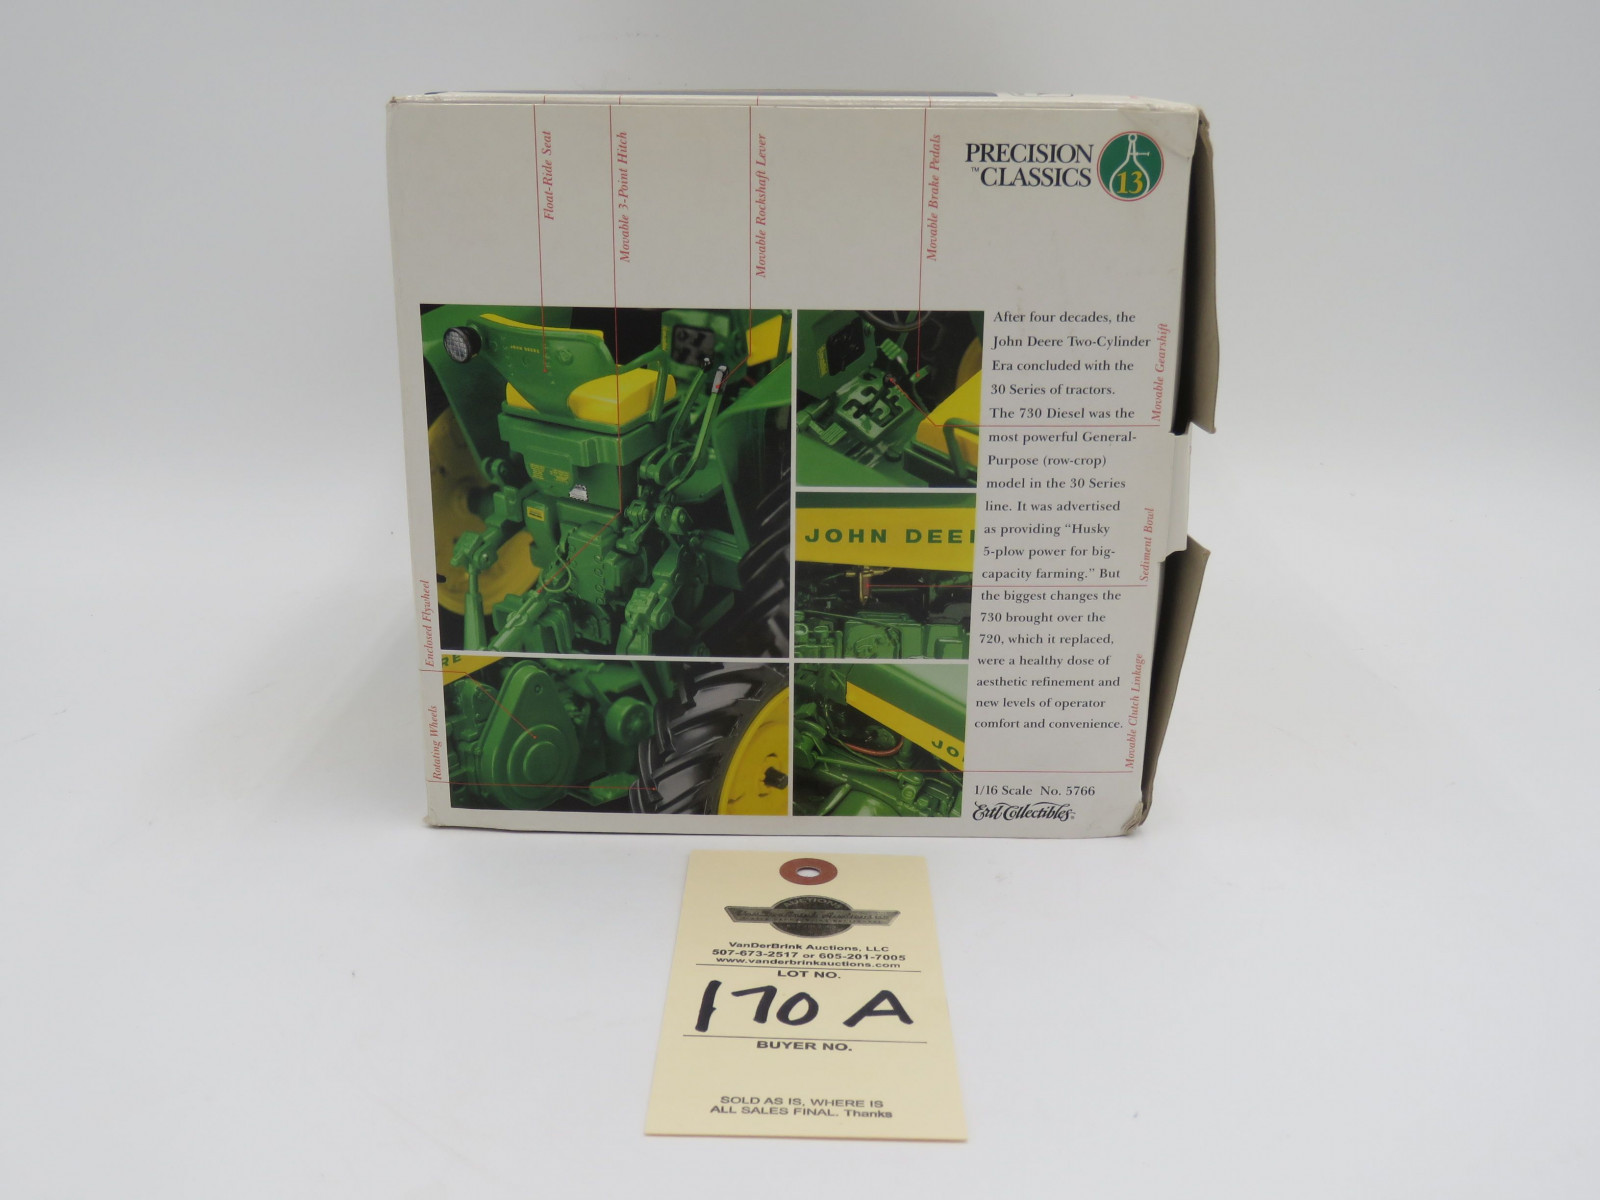 Float-Ride Seat
Movable 3-Point Hitch
Movable Rockshaft Lever
Movable Brake Pedals
PRECISION
™CLASSICS
13
After four decades, the
John Deere Two-Cylinder
Era concluded with the
30 Series of tractors.
The 730 Diesel was the
most powerful General-
Purpose (row-crop)
model in the 30 Series
line. It was advertised
as providing “Husky
5-plow power for big-
capacity farming.” But
the biggest changes the
730 brought over the
720, which it replaced,
were a healthy dose of
aesthetic refinement and
new levels of operator
comfort and convenience.
Movable Gearshift
Sediment Bowl
Movable Clutch Linkage
Enclosed Flywheel
Rotating Wheels
JOHN DEERE
JOHN DEE
RE
JO
1/16 Scale No. 5766
Ertl Collectibles
AUCTIONS
VanDerBrink Auctions, LLC
507-673-2517 or 605-201-7005
www.vanderbrinkauctions.com
LOT NO.
170 A
BUYER NO.
SOLD AS IS, WHERE IS
ALL SALES FINAL. Thanks